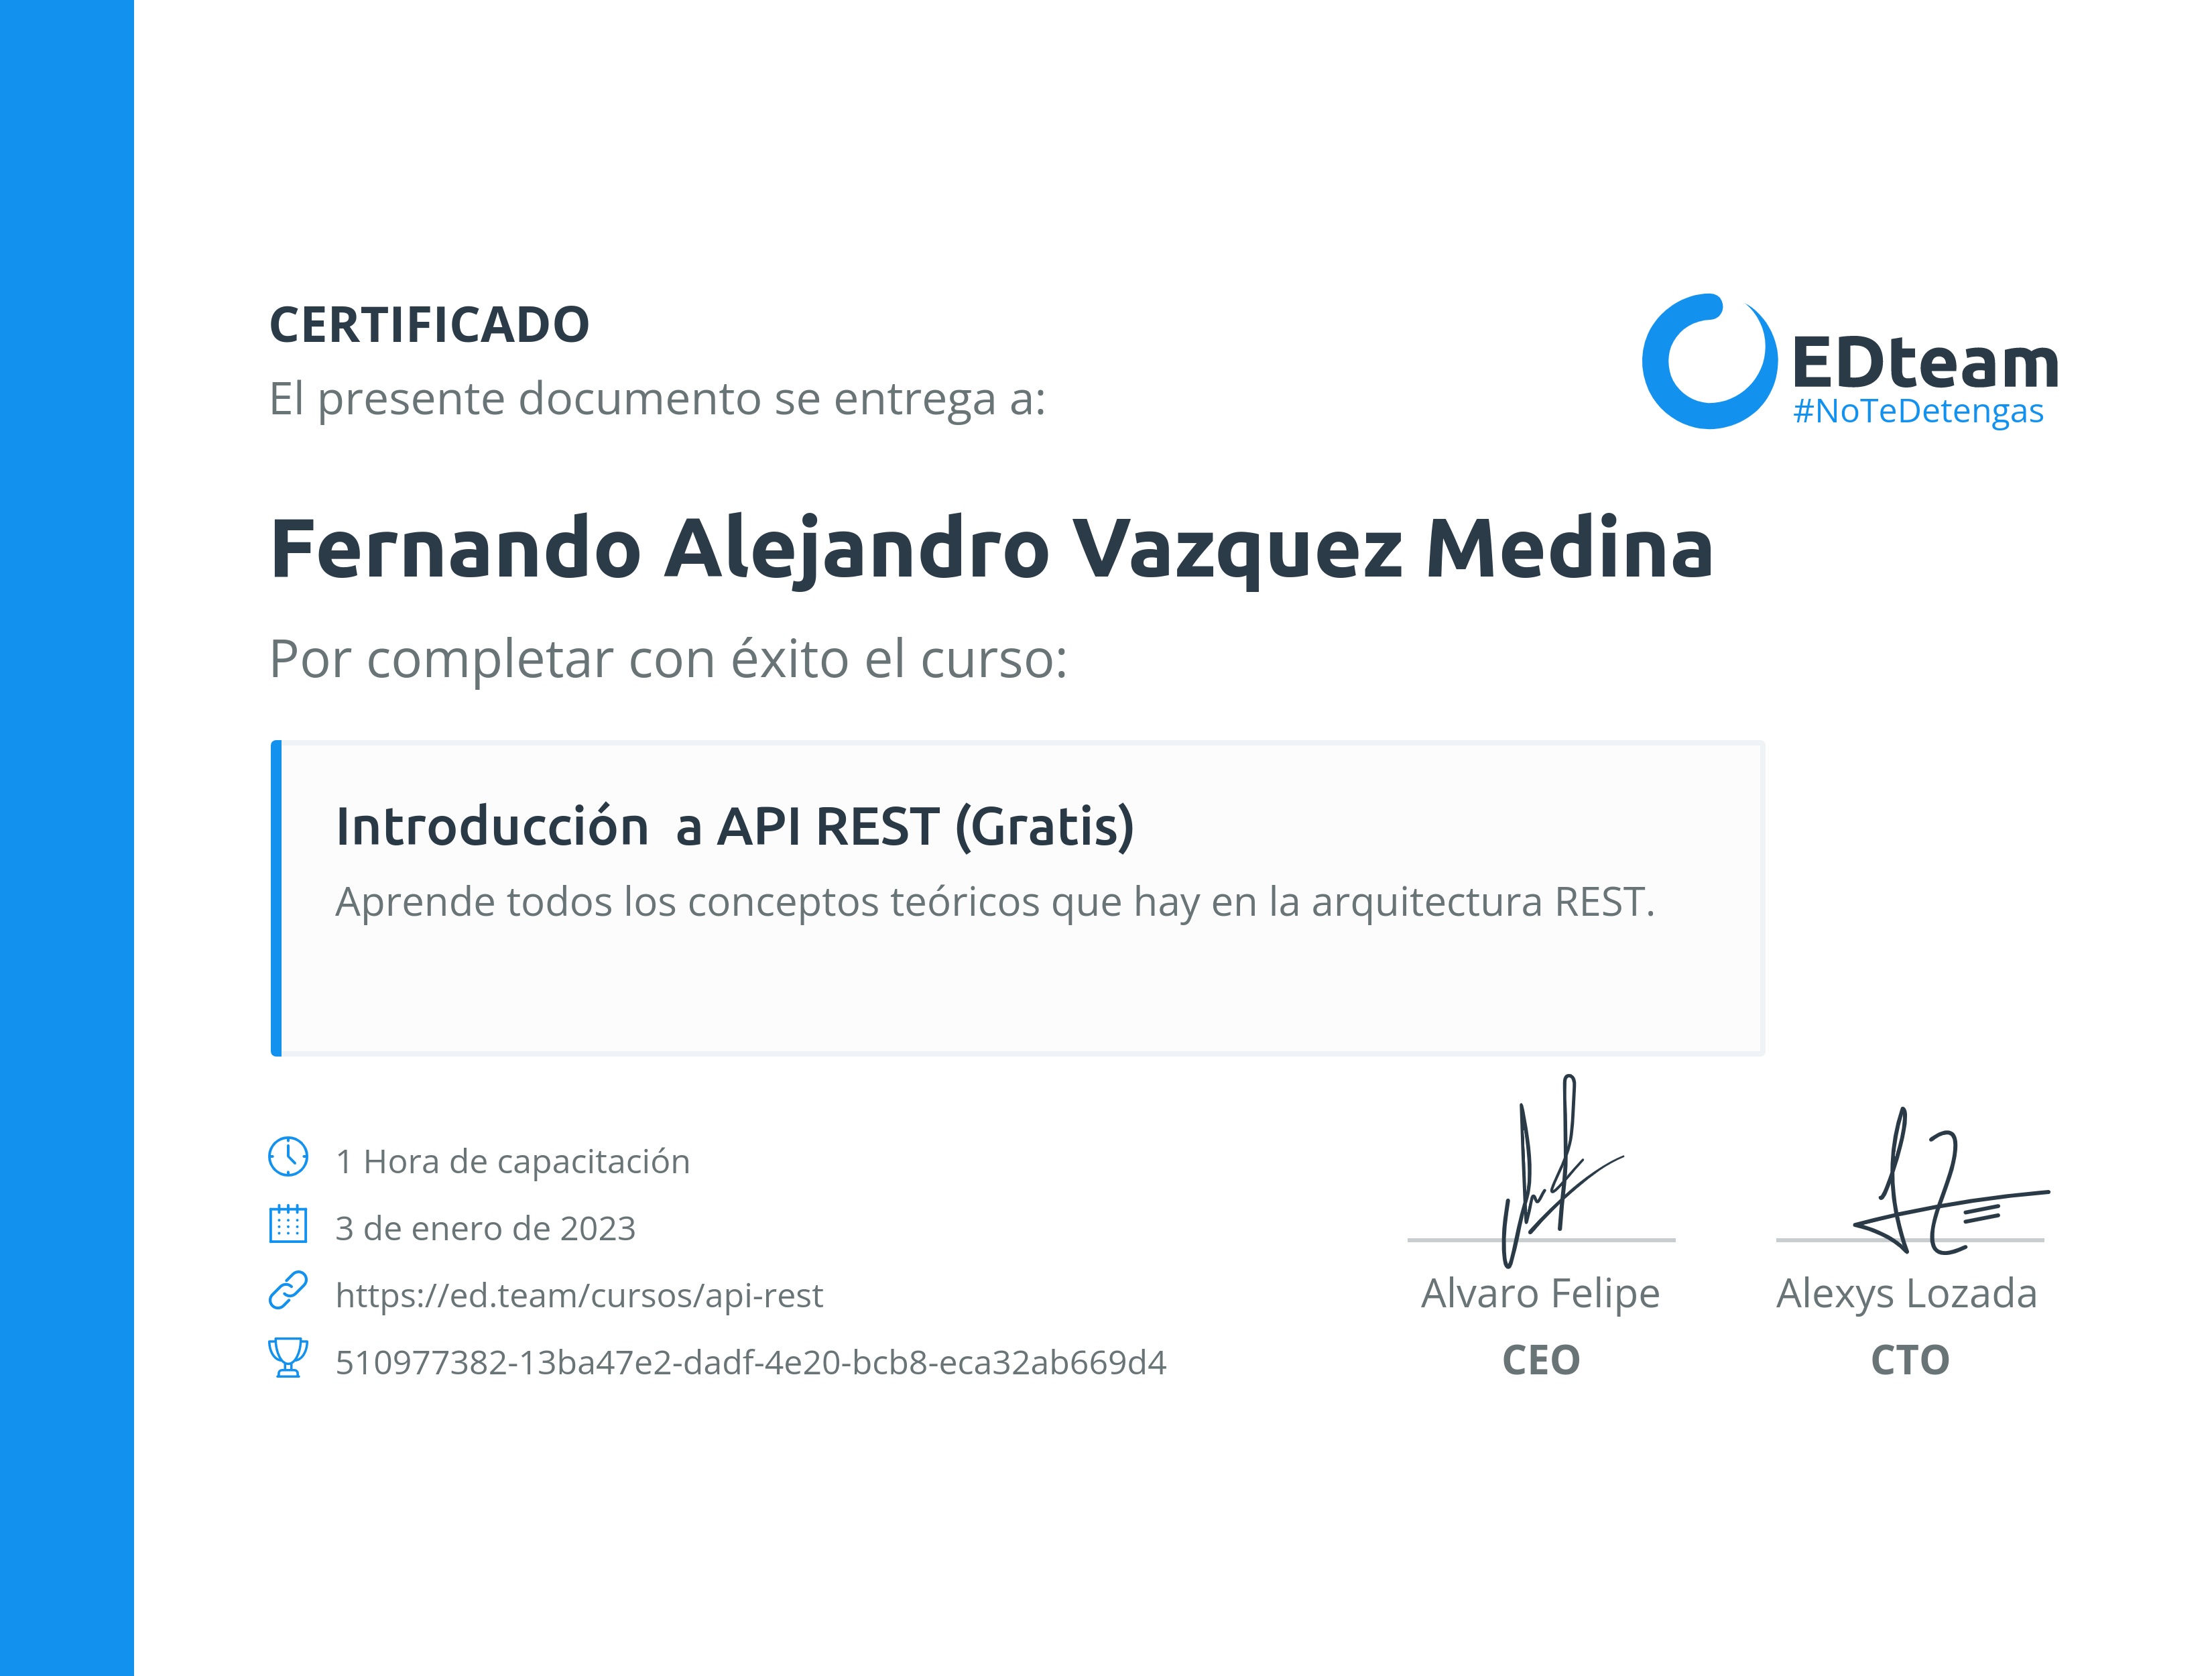 CERTIFICADO
El presente documento se entrega a:
EDteam
#NoTeDetengas
Fernando Alejandro Vazquez Medina
Por completar con éxito el curso:
Introducción  a API REST (Gratis)
Aprende todos los conceptos teóricos que hay en la arquitectura REST.
1 Hora de capacitación
3 de enero de 2023
https://ed.team/cursos/api-rest
510977382-13ba47e2-dadf-4e20-bcb8-eca32ab669d4
Alvaro Felipe
CEO
Alexys Lozada
CTO